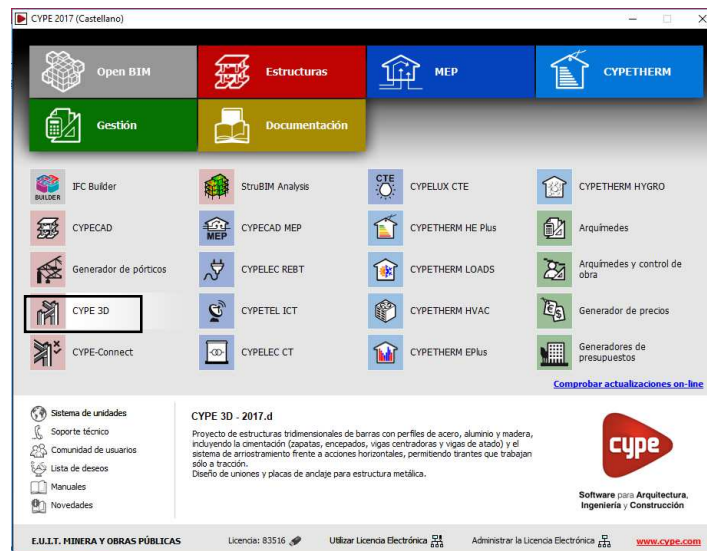 CYPE 2017 (Castellano)
Open BIM
Estructuras
MEP
CYPETHERM
Gestión
Documentación
BUILDER
IFC Builder
StruBIM Analysis
CTE
CYPELUX CTE
CYPETHERM HYGRO
CYPECAD
MEP
CYPECAD MEP
CYPETHERM HE Plus
Arquímedes
Generador de pórticos
CYPELEC REBT
CYPETHERM LOADS
Arquímedes y control de
obra
CYPE 3D
CYPETEL ICT
CYPETHERM HVAC
Generador de precios
CYPE-Connect
CYPELEC CT
CYPETHERM EPlus
Generadores de
presupuestos
Comprobar actualizaciones on-line
Sistema de unidades
Soporte técnico
Comunidad de usuarios
Lista de deseos
Manuales
Novedades
CYPE 3D - 2017.d
Proyecto de estructuras tridimensionales de barras con perfiles de acero, aluminio y madera,
incluyendo la cimentación (zapatas, encepados, vigas centradoras y vigas de atado) y el
sistema de arriostramiento frente a acciones horizontales, permitiendo tirantes que trabajan
sólo a tracción.
Diseño de uniones y placas de anclaje para estructura metálica.
cype
Software para Arquitectura,
Ingeniería y Construcción
E.U.I.T. MINERA Y OBRAS PÚBLICAS
Licencia: 83516
Utilizar Licencia Electrónica
Administrar la Licencia Electrónica
www.cype.com